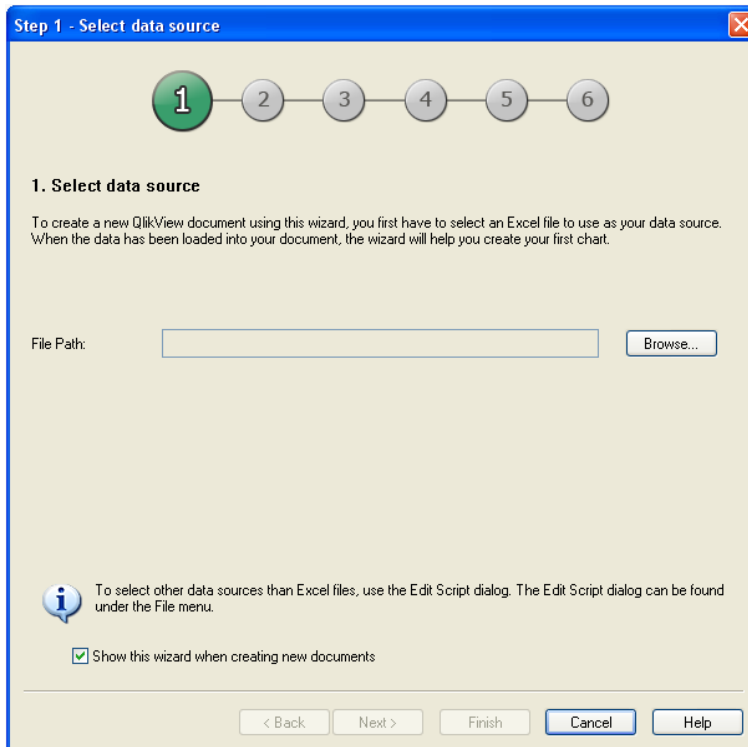 Step 1 - Select data source
1 2 3 4 5 6
1. Select data source
To create a new QlikView document using this wizard, you first have to select an Excel file to use as your data source.
When the data has been loaded into your document, the wizard will help you create your first chart.
File Path:
Browse...
To select other data sources than Excel files, use the Edit Script dialog. The Edit Script dialog can be found
under the File menu.
Show this wizard when creating new documents
< Back Next > Finish Cancel Help